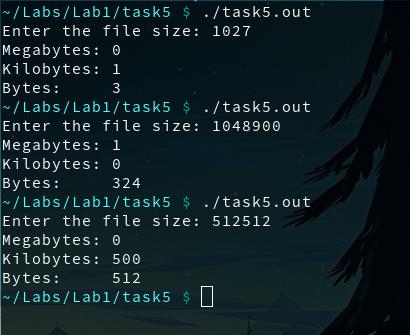 ~/Labs/Lab1/task5 $ ./task5.out
Enter the file size: 1027
Megabytes: 0
Kilobytes: 1
Bytes:     3
~/Labs/Lab1/task5 $ ./task5.out
Enter the file size: 1048900
Megabytes: 1
Kilobytes: 0
Bytes:     324
~/Labs/Lab1/task5 $ ./task5.out
Enter the file size: 512512
Megabytes: 0
Kilobytes: 500
Bytes:     512
~/Labs/Lab1/task5 $